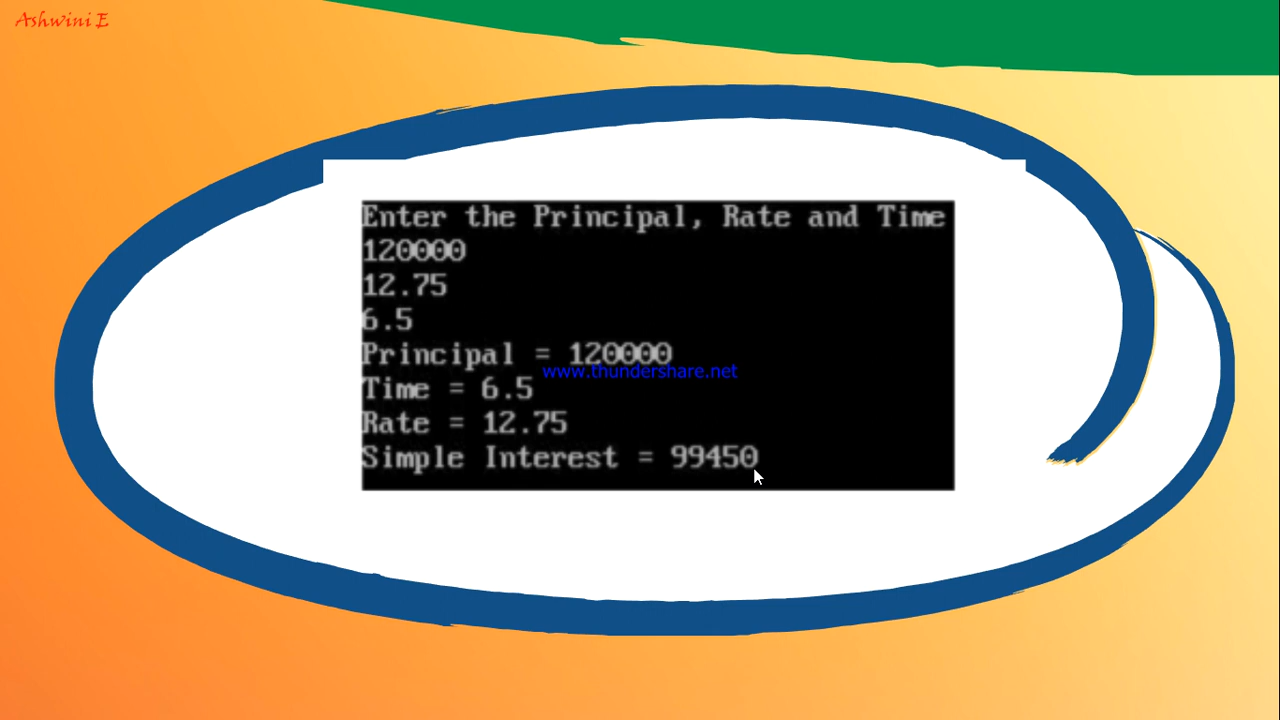 Ashwini E
Enter the Principal, Rate and Time
120000
12.75
6.5
Principal = 120000
www.thundershare.net
Time = 6.5
Rate = 12.75
Simple Interest = 99450